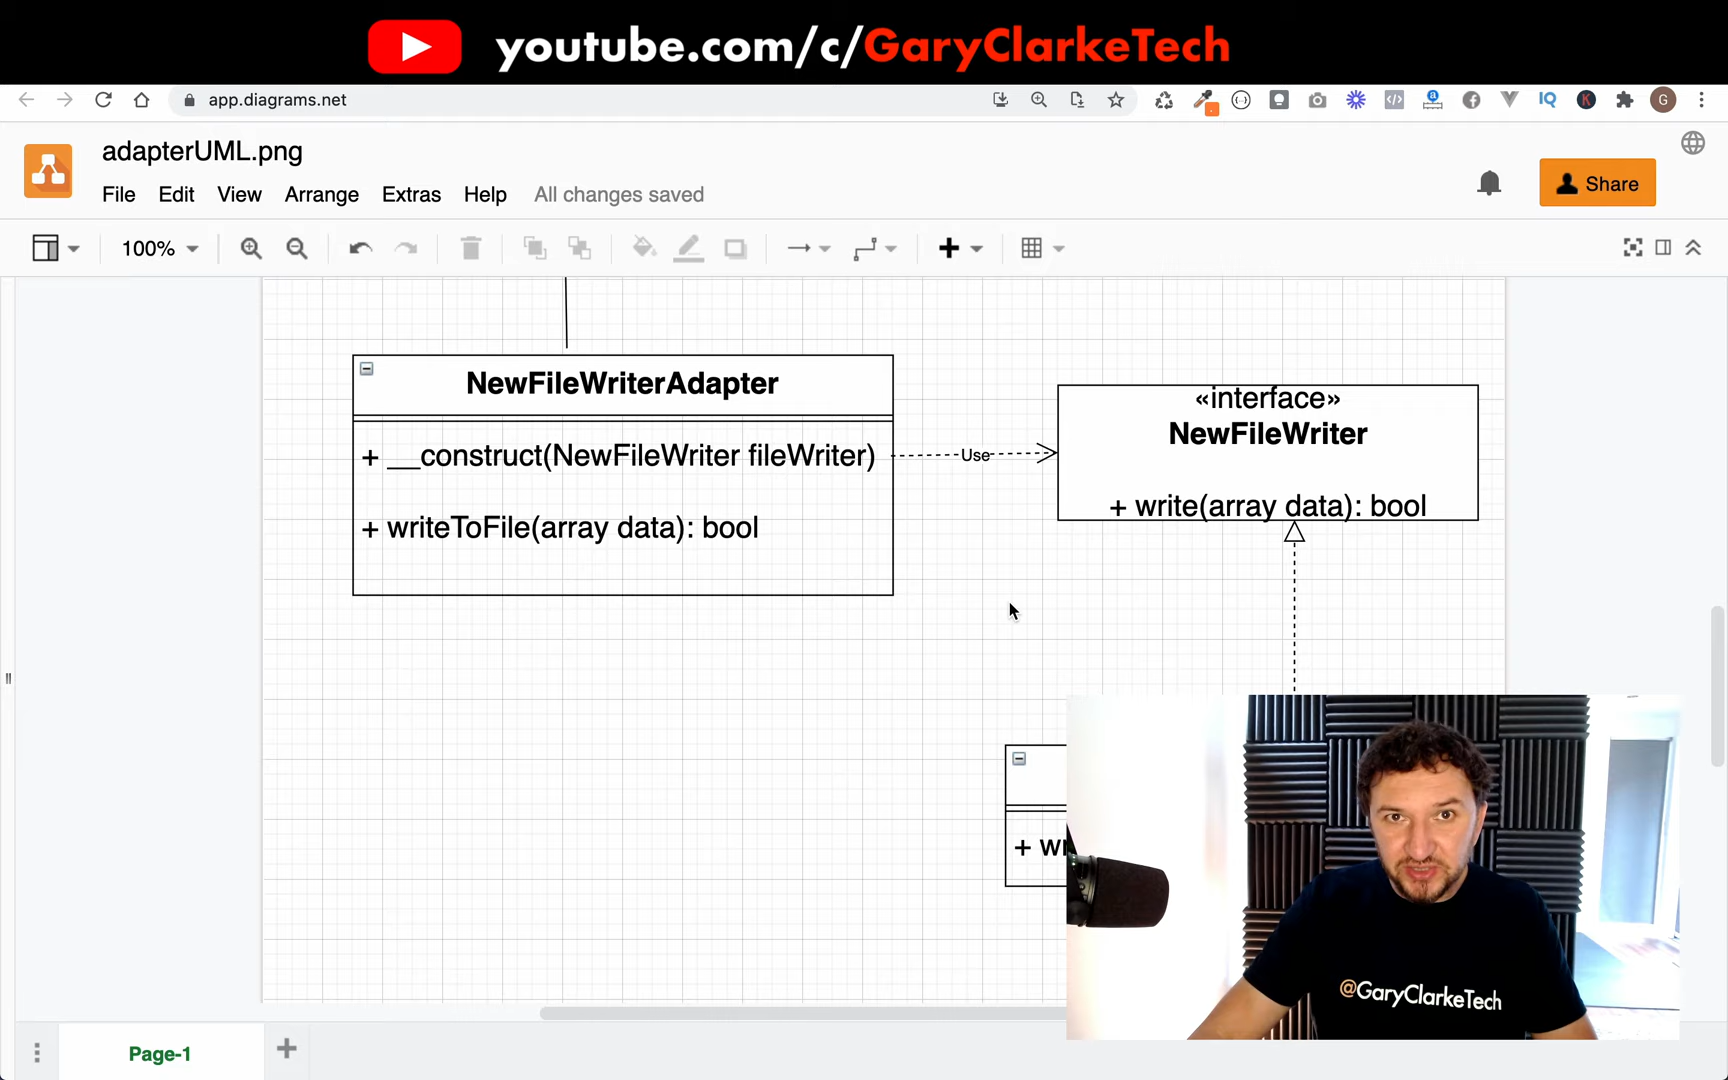 youtube.com/c/GaryClarkeTech
app.diagrams.net
IQ
K
G
adapterUML.png
File Edit View Arrange Extras Help All changes saved
Share
100%
NewFileWriterAdapter
+ __construct(NewFileWriter fileWriter)
+ writeToFile(array data): bool
Use
«interface»
NewFileWriter
+ write(array data): bool
@GaryClarkeTech
Page-1